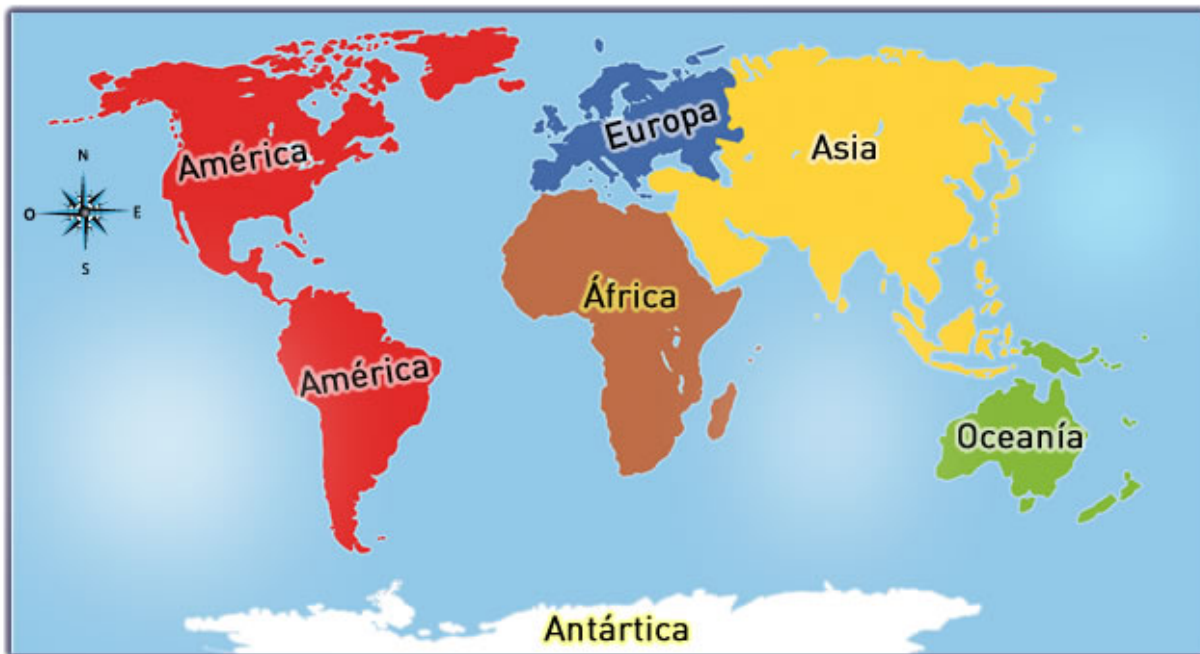 Europa
América
Asia
N
O
E
S
África
América
Oceanía
Antártica